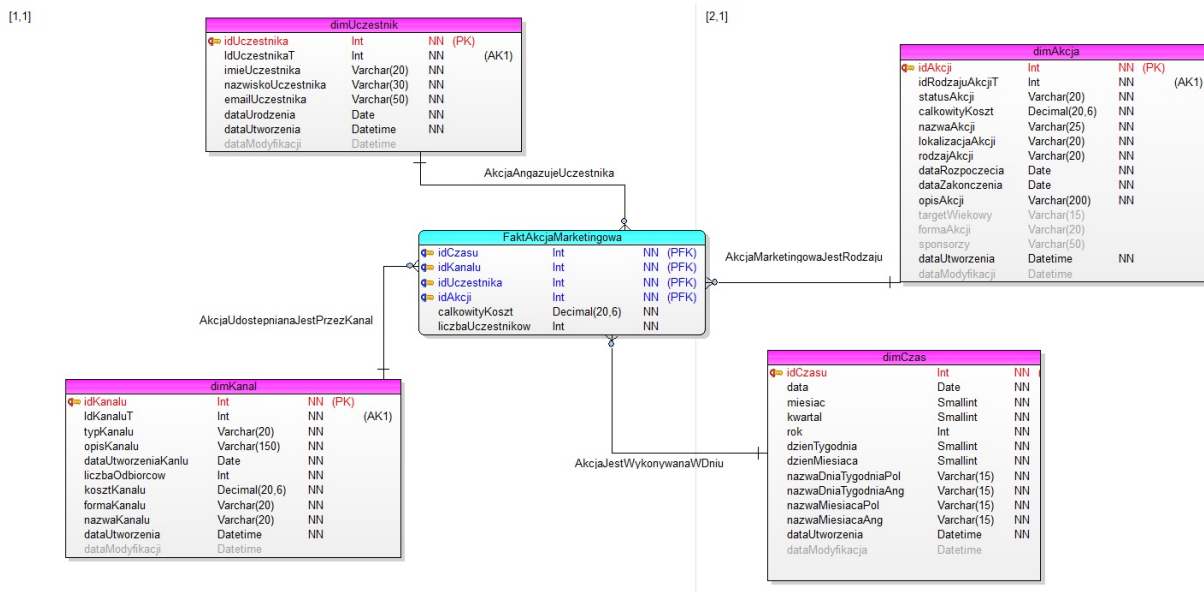 [1,1]
[2,1]
dimUczestnik
idUczestnika Int NN (PK)
IdUczestnikaT Int NN (AK1)
imieUczestnika Varchar(20) NN
nazwiskoUczestnika Varchar(30) NN
emailUczestnika Varchar(50) NN
dataUrodzenia Date NN
dataUtworzenia Datetime NN
dataModyfikacji Datetime
dimAkcja
idAkcji Int NN (PK)
idRodzajuAkcjiT Int NN (AK1)
statusAkcji Varchar(20) NN
calkowityKoszt Decimal(20,6) NN
nazwaAkcji Varchar(25) NN
lokalizacjaAkcji Varchar(20) NN
rodzajAkcji Varchar(20) NN
dataRozpoczecia Date NN
dataZakonczenia Date NN
opisAkcji Varchar(200) NN
targetWiekowy Varchar(15)
formaAkcji Varchar(20)
sponsorzy Varchar(50)
dataUtworzenia Datetime NN
dataModyfikacji Datetime
AkcjaAngazujeUczestnika
FaktAkcjaMarketingowa
idCzasu Int NN (PFK)
idKanalu Int NN (PFK)
idUczestnika Int NN (PFK)
idAkcji Int NN (PFK)
calkowityKoszt Decimal(20,6) NN
liczbaUczestnikow Int NN
AkcjaMarketingowaJestRodzaju
AkcjaUdostepnianaJestPrzezKanal
dimKanal
idKanalu Int NN (PK)
IdKanaluT Int NN (AK1)
typKanalu Varchar(20) NN
opisKanalu Varchar(150) NN
dataUtworzeniaKanlu Date NN
liczbaOdbiorcow Int NN
kosztKanalu Decimal(20,6) NN
formaKanalu Varchar(20) NN
nazwaKanalu Varchar(20) NN
dataUtworzenia Datetime NN
dataModyfikacji Datetime
AkcjaJestWykonywanaWDniu
dimCzas
idCzasu Int NN (
data Date NN
miesiac Smallint NN
kwartal Smallint NN
rok Int NN
dzienTygodnia Smallint NN
dzienMiesiaca Smallint NN
nazwaDniaTygodniaPol Varchar(15) NN
nazwaDniaTygodniaAng Varchar(15) NN
nazwaMiesiacaPol Varchar(15) NN
nazwaMiesiacaAng Varchar(15) NN
dataUtworzenia Datetime NN
dataModyfikacja Datetime